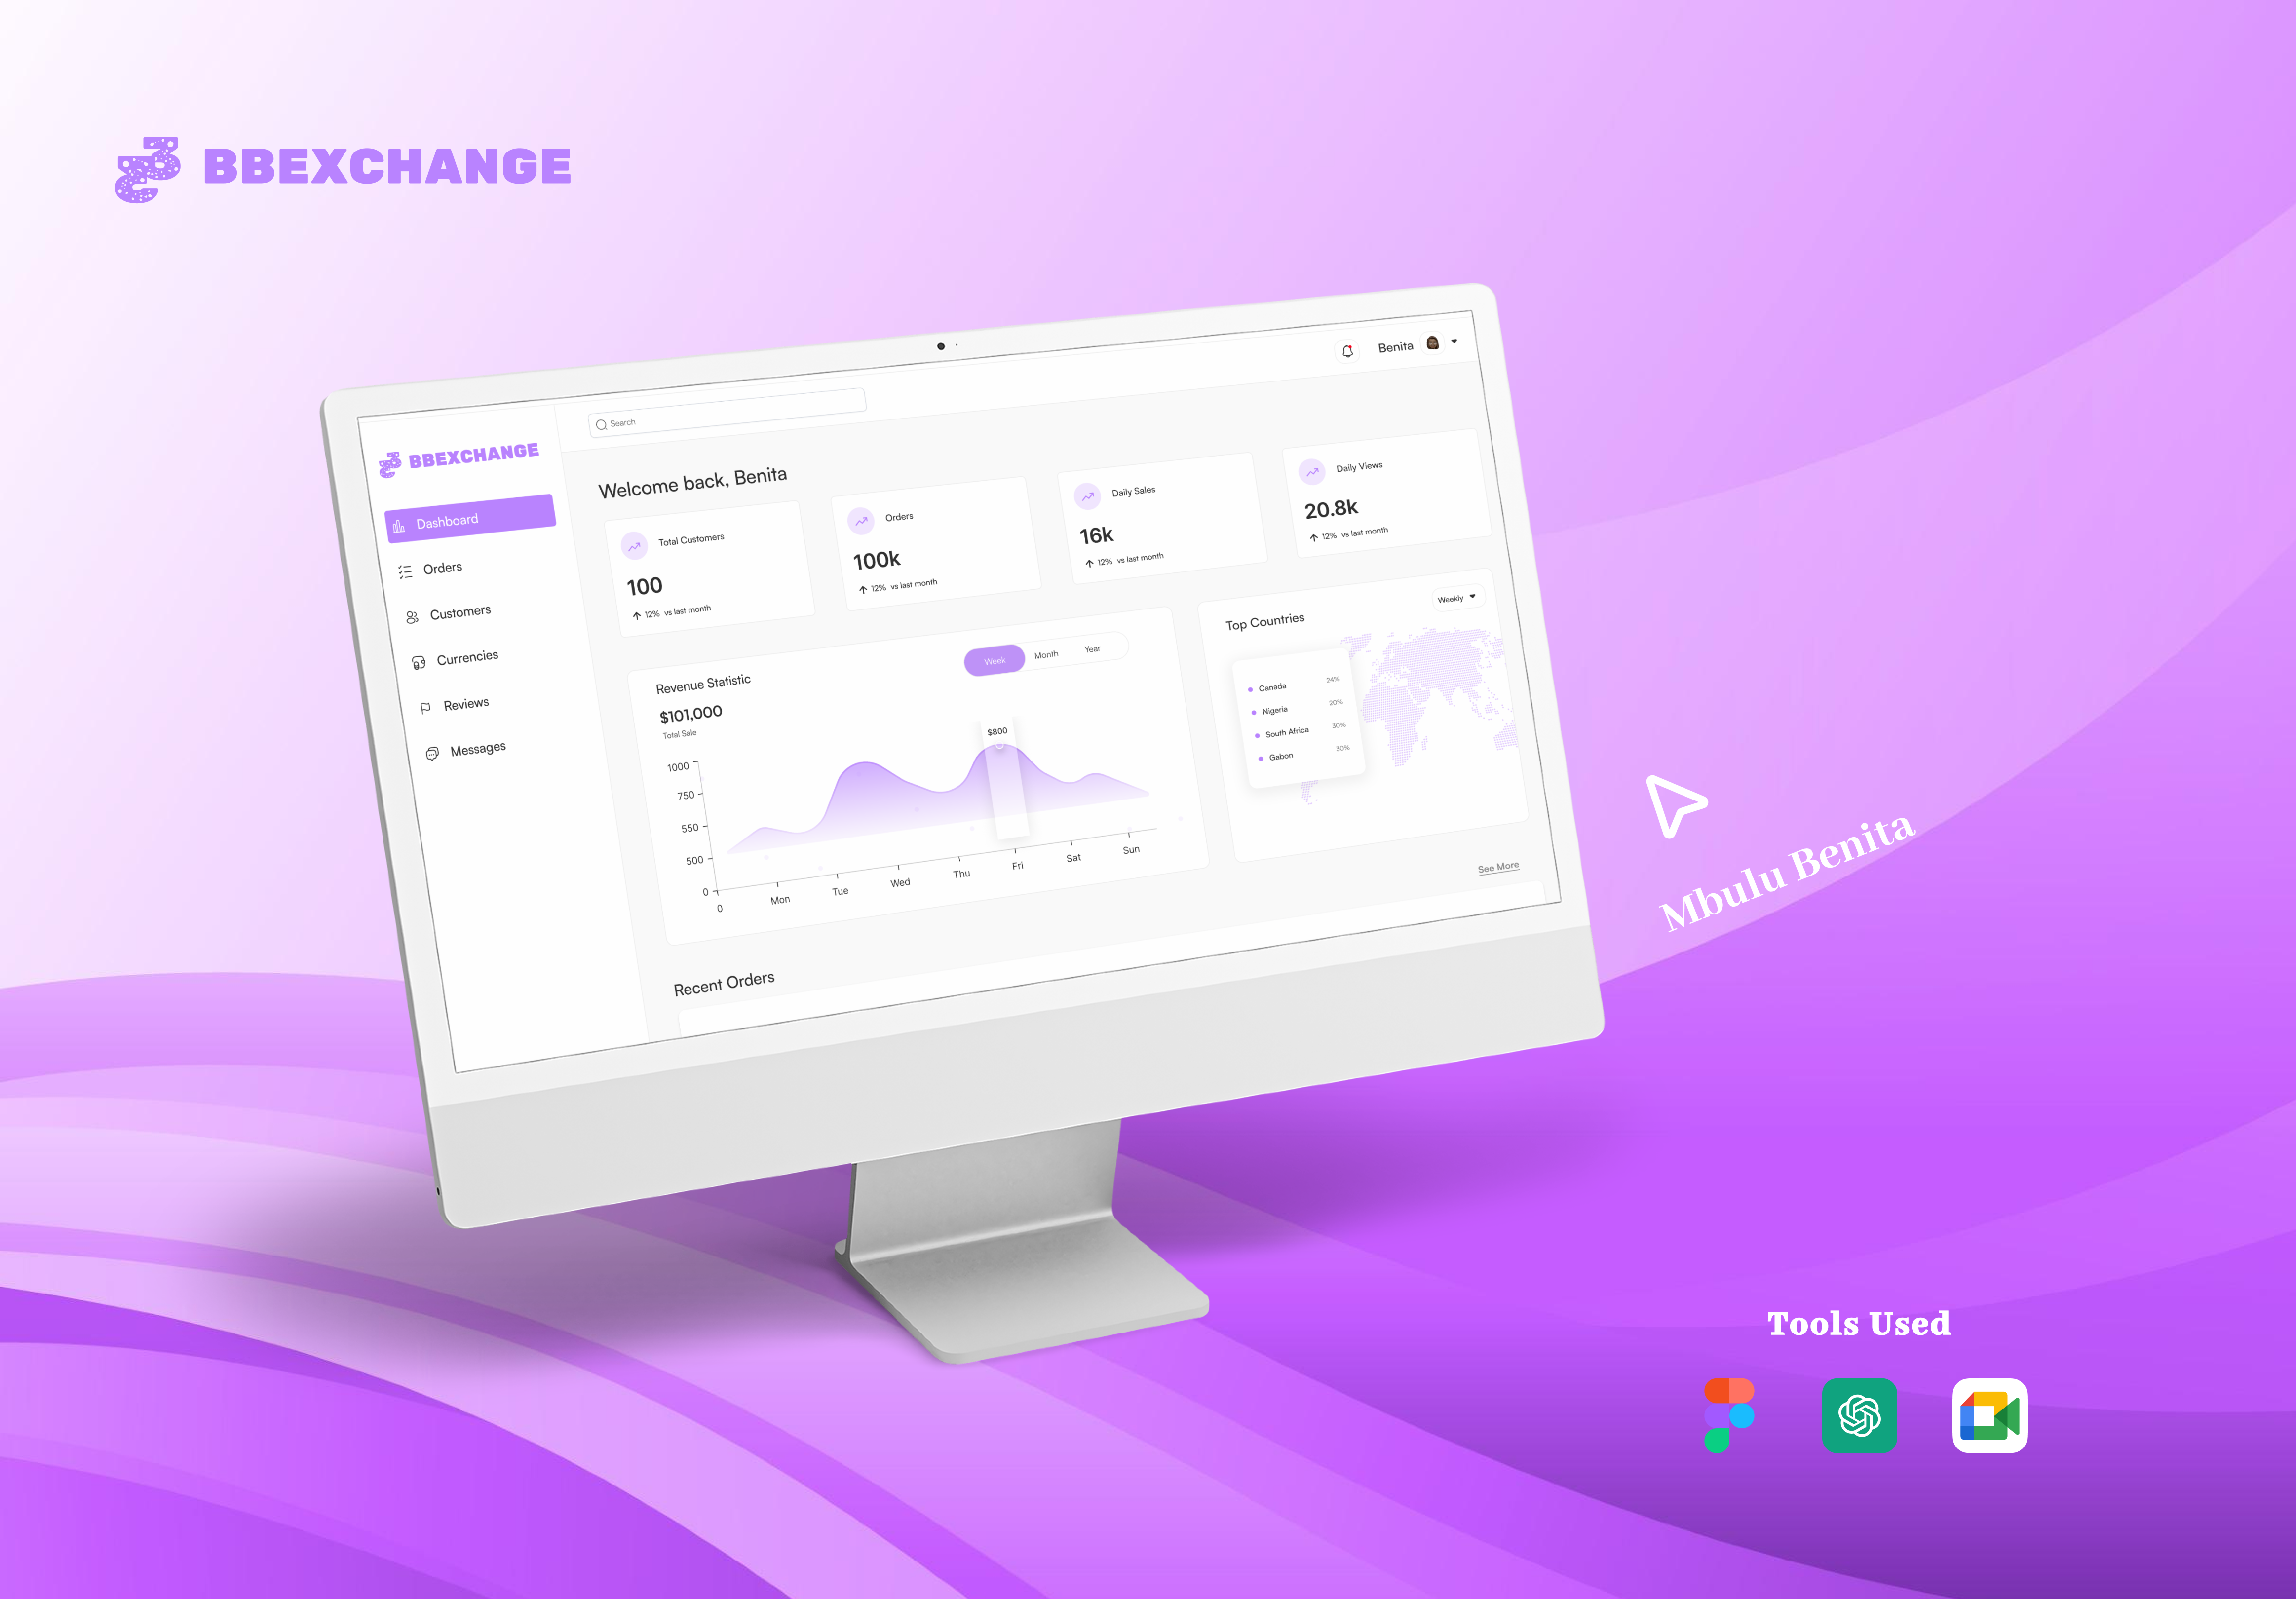 BBEXCHANGE
Benita
Search
BBEXCHANGE
Dashboard
Orders
Customers
Currencies
Reviews
Messages
Welcome back, Benita
Total Customers
100
12% vs last month
Orders
100k
12% vs last month
Daily Sales
16k
12% vs last month
Daily Views
20.8k
12% vs last month
Revenue Statistic
$101,000
Total Sale
Week Month Year
$800
1000
750
550
500
0
0 Mon Tue Wed Thu Fri Sat Sun
Top Countries
Weekly
Canada 24%
Nigeria 20%
South Africa 30%
Gabon 30%
Recent Orders
See More
Mbulu Benita
Tools Used